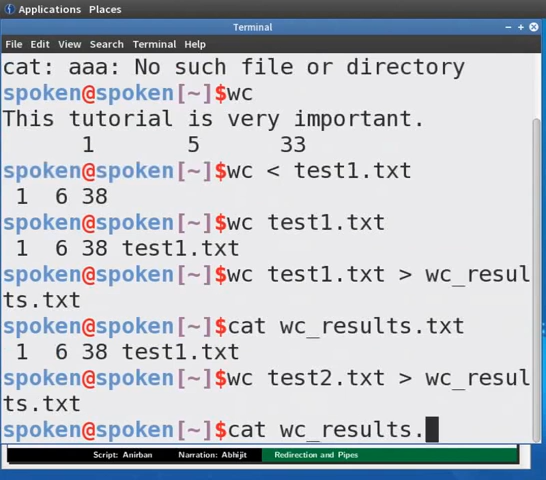 Applications Places
Terminal
File Edit View Search Terminal Help
cat: aaa: No such file or directory
spoken@spoken[~]$wc
This tutorial is very important.
1 5 33
spoken@spoken[~]$wc < test1.txt
1 6 38
spoken@spoken[~]$wc test1.txt
1 6 38 test1.txt
spoken@spoken[~]$wc test1.txt > wc_resul
ts.txt
spoken@spoken[~]$cat wc_results.txt
1 6 38 test1.txt
spoken@spoken[~]$wc test2.txt > wc_resul
ts.txt
spoken@spoken[~]$cat wc_results.
Script: Anirban Narration: Abhijit Redirection and Pipes